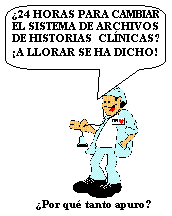 ¿24 HORAS PARA CAMBIAR
EL SISTEMA DE ARCHIVOS
DE HISTORIAS CLÍNICAS?
¡A LLORAR SE HA DICHO!
¿Por qué tanto apuro?